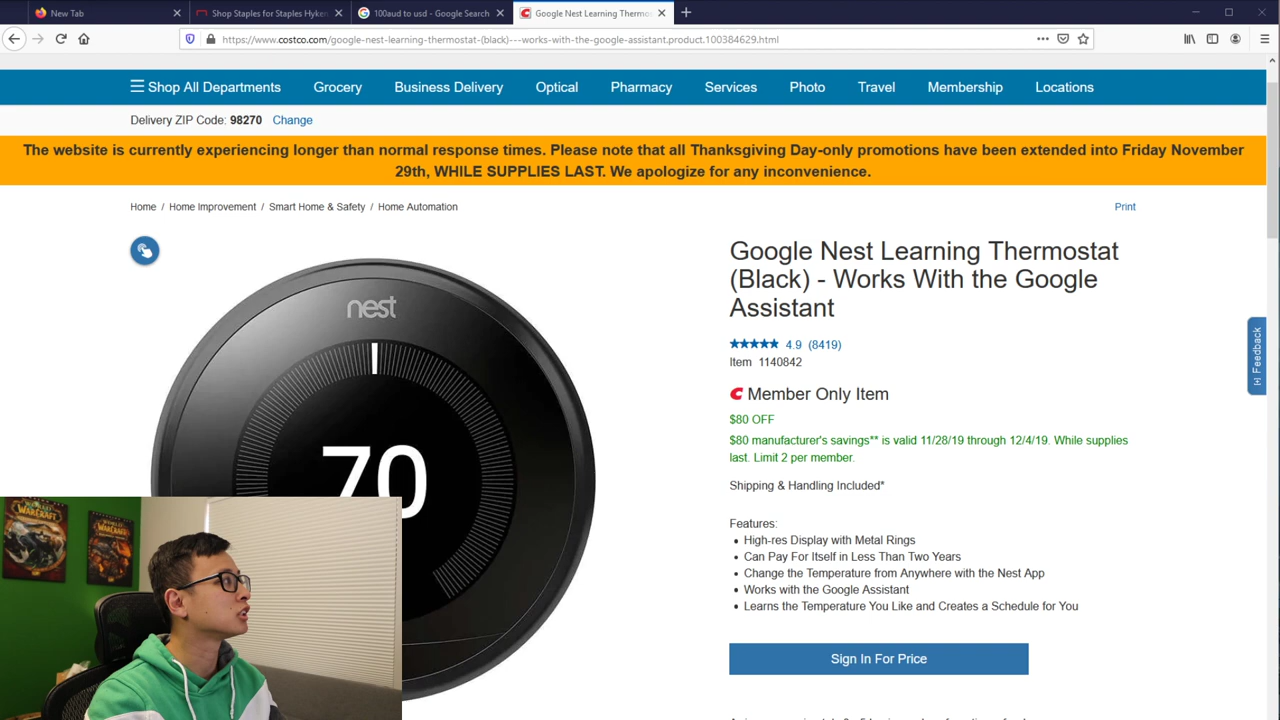 New Tab
Shop Staples for Staples Hyken
100aud to usd - Google Search
Google Nest Learning Thermo
https://www.costco.com/google-nest-learning-thermostat-(black)---works-with-the-google-assistant.product.100384629.html
Shop All Departments
Grocery
Business Delivery
Optical
Pharmacy
Services
Photo
Travel
Membership
Locations
Delivery ZIP Code: 98270 Change
The website is currently experiencing longer than normal response times. Please note that all Thanksgiving Day-only promotions have been extended into Friday November
29th, WHILE SUPPLIES LAST. We apologize for any inconvenience.
Home / Home Improvement / Smart Home & Safety / Home Automation
Print
nest
70
Google Nest Learning Thermostat
(Black) - Works With the Google
Assistant
4.9 (8419)
Item 1140842
Member Only Item
$80 OFF
$80 manufacturer's savings** is valid 11/28/19 through 12/4/19. While supplies
last. Limit 2 per member.
Shipping & Handling Included*
Features:
High-res Display with Metal Rings
Can Pay For Itself in Less Than Two Years
Change the Temperature from Anywhere with the Nest App
Works with the Google Assistant
Learns the Temperature You Like and Creates a Schedule for You
Sign In For Price
[+] Feedback
WARCRAFT
WARCRAFT